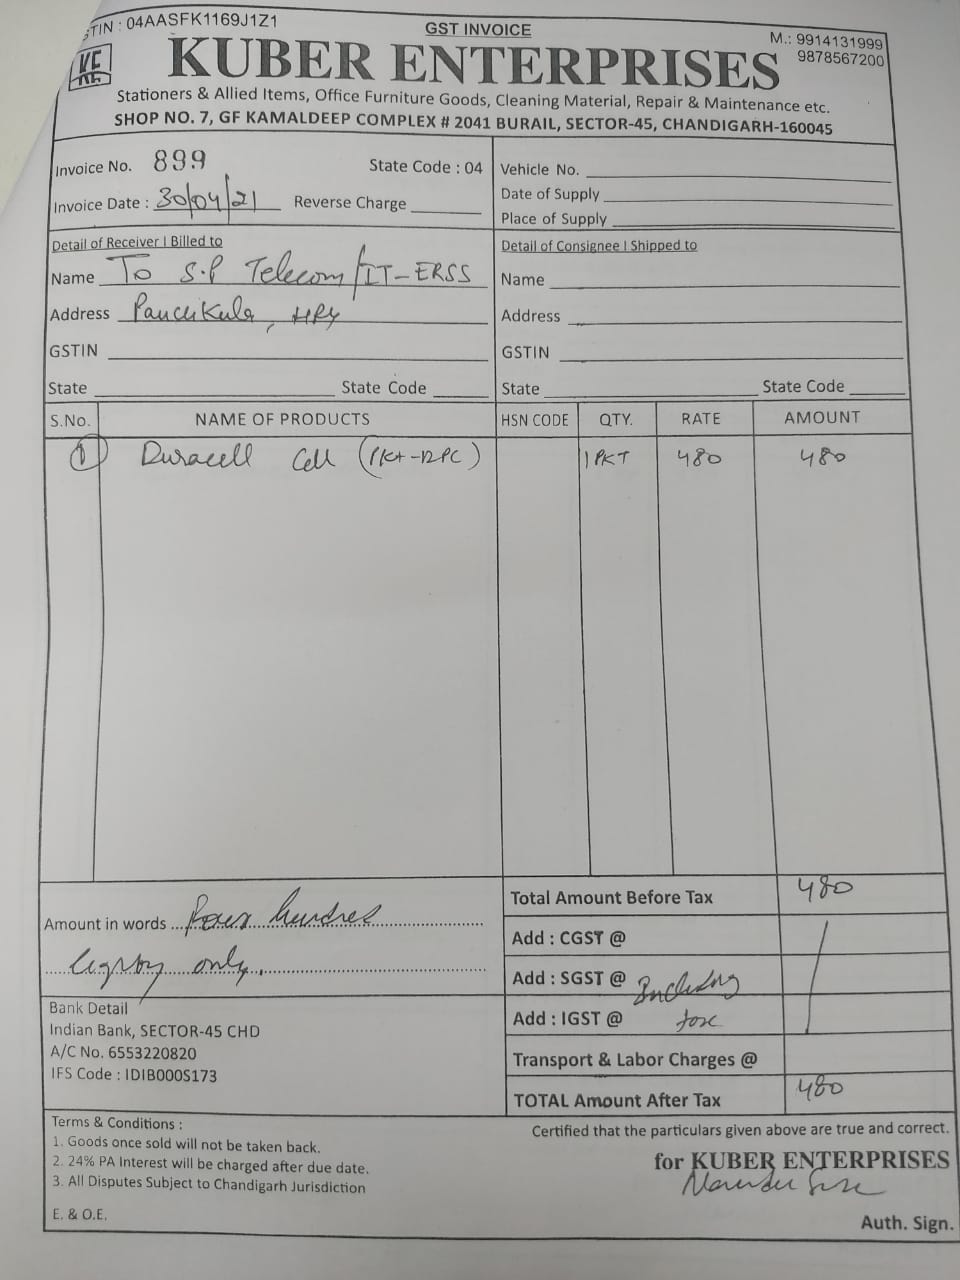 GSTIN : 04AASFK1169J1Z1
GST INVOICE
M.: 9914131999
9878567200
KE
KUBER ENTERPRISES
Stationers & Allied Items, Office Furniture Goods, Cleaning Material, Repair & Maintenance etc.
SHOP NO. 7, GF KAMALDEEP COMPLEX # 2041 BURAIL, SECTOR-45, CHANDIGARH-160045
Invoice No. 899 State Code : 04
Invoice Date : 30/04/21 Reverse Charge
Vehicle No.
Date of Supply
Place of Supply
Detail of Receiver | Billed to
Name To S.P Telecom/IT-ERSS
Address Panchkula, HRY
GSTIN
State State Code
Detail of Consignee | Shipped to
Name
Address
GSTIN
State State Code
S.No. NAME OF PRODUCTS HSN CODE QTY. RATE AMOUNT
1 Duracell Cell (1Pkt-12PC) 1 PKT 480 480
Amount in words Four hundred
eighty only.
Total Amount Before Tax 480
Add : CGST @
Add : SGST @ Including
Add : IGST @ tax
Transport & Labor Charges @
TOTAL Amount After Tax 480
Bank Detail
Indian Bank, SECTOR-45 CHD
A/C No. 6553220820
IFS Code : IDIB000S173
Terms & Conditions :
1. Goods once sold will not be taken back.
2. 24% PA Interest will be charged after due date.
3. All Disputes Subject to Chandigarh Jurisdiction
E. & O.E.
Certified that the particulars given above are true and correct.
for KUBER ENTERPRISES
Auth. Sign.